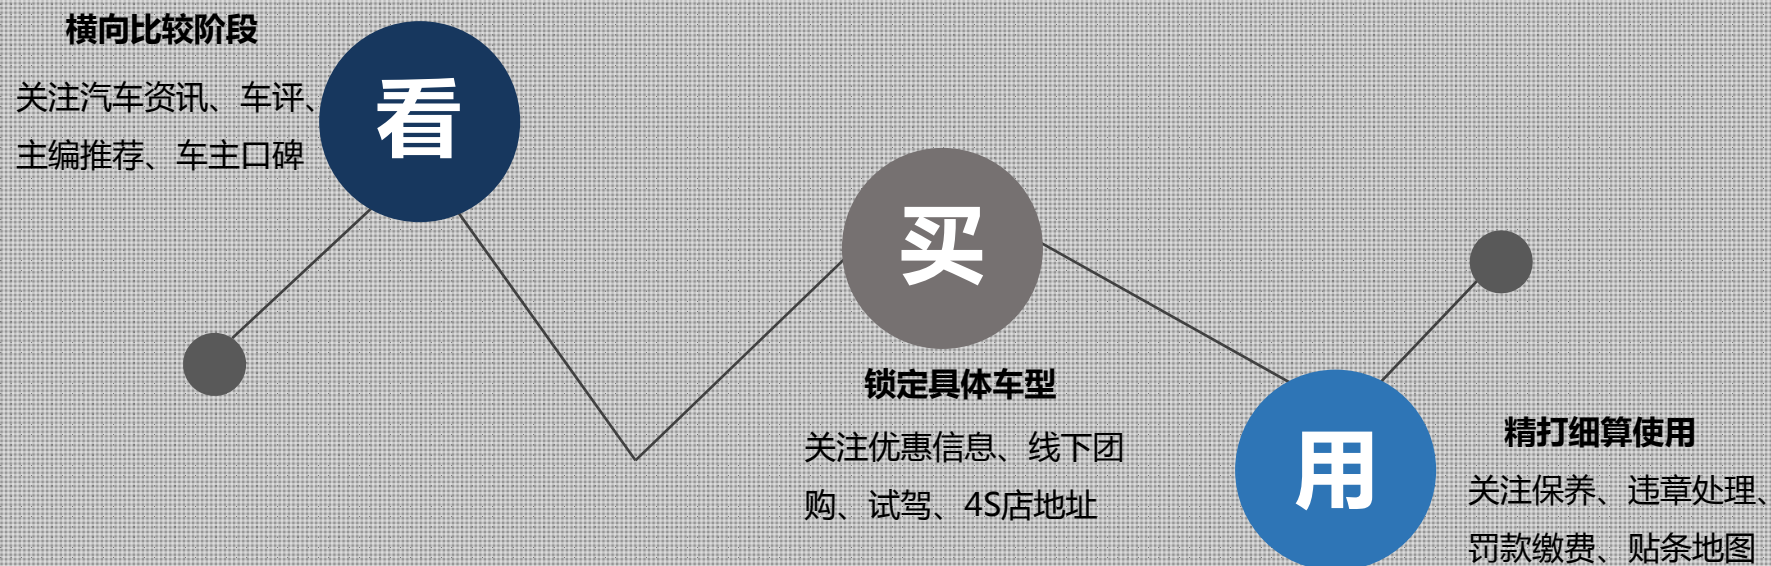 横向比较阶段
关注汽车资讯、车评、
主编推荐、车主口碑
看
买
锁定具体车型
关注优惠信息、线下团
购、试驾、4S店地址
用
精打细算使用
关注保养、违章处理、
罚款缴费、贴条地图